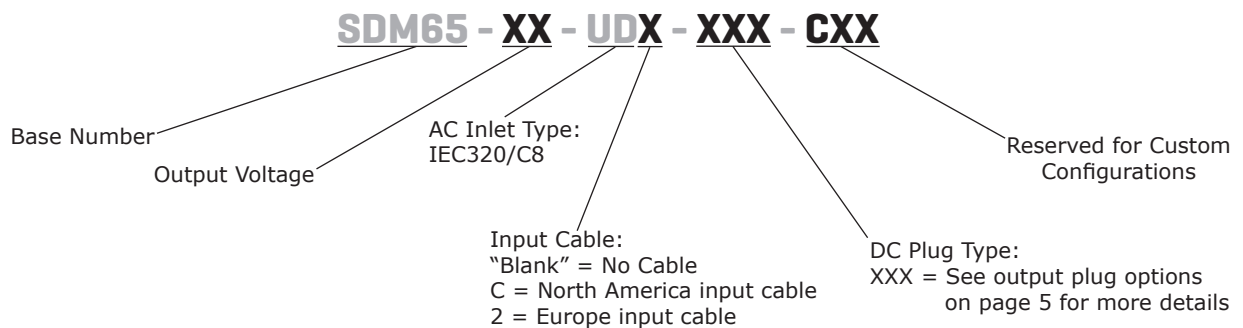 SDM65 - XX - UDX - XXX - CXX
Base Number
Output Voltage
AC Inlet Type:
IEC320/C8
Input Cable:
“Blank” = No Cable
C = North America input cable
2 = Europe input cable
DC Plug Type:
XXX = See output plug options
on page 5 for more details
Reserved for Custom
Configurations